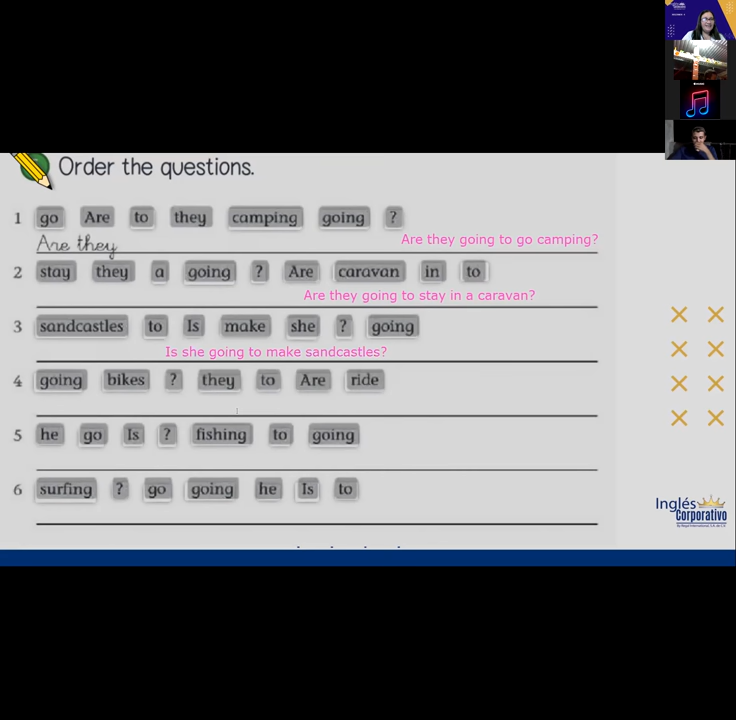 Order the questions.
1 go Are to they camping going ?
Are they
Are they going to go camping?
2 stay they a going ? Are caravan in to
Are they going to stay in a caravan?
3 sandcastles to Is make she ? going
Is she going to make sandcastles?
4 going bikes ? they to Are ride
5 he go Is ? fishing to going
6 surfing ? go going he Is to
Inglés
Corporativo